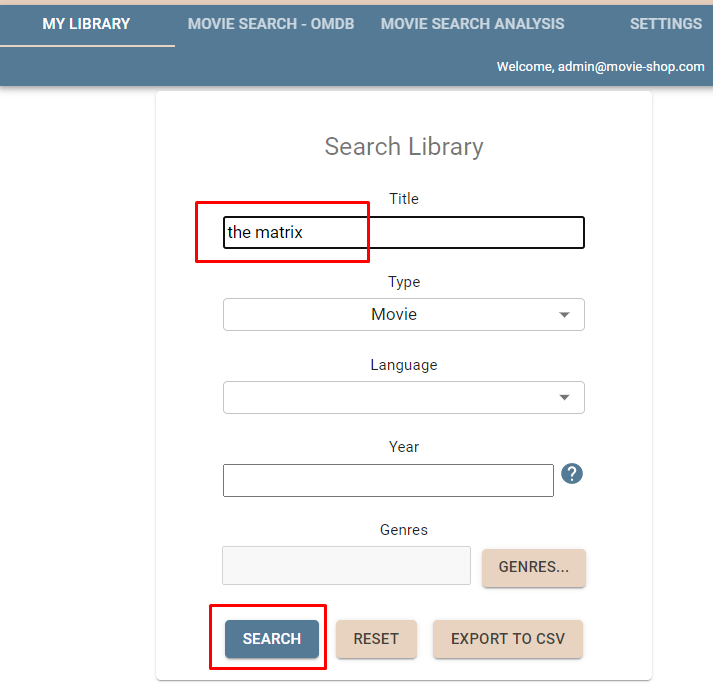 MY LIBRARY MOVIE SEARCH - OMDB MOVIE SEARCH ANALYSIS SETTINGS
Welcome, admin@movie-shop.com
Search Library
Title
the matrix
Type
Movie
Language
Year
?
Genres
GENRES...
SEARCH RESET EXPORT TO CSV